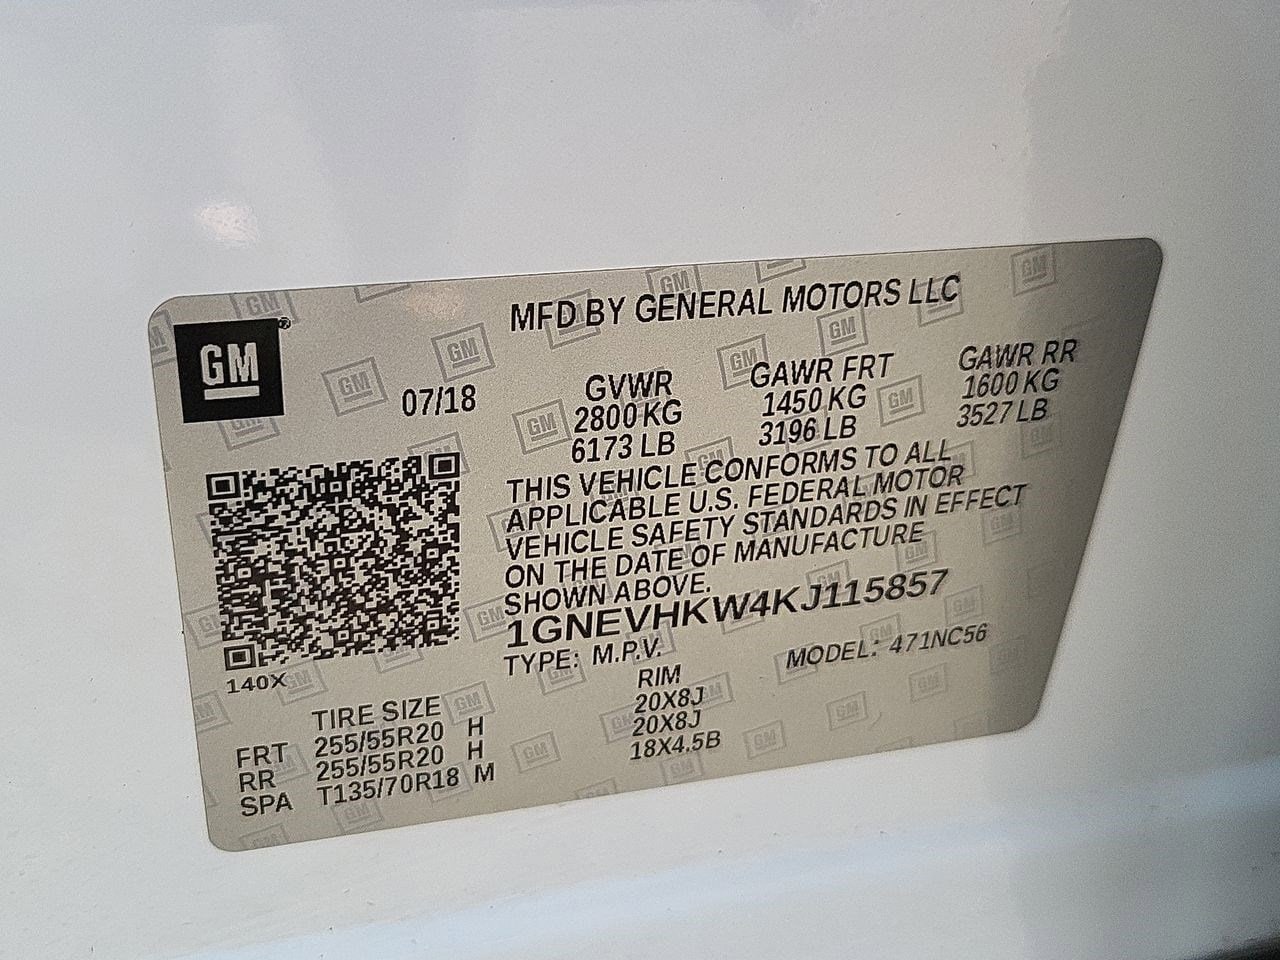 GM
MFD BY GENERAL MOTORS LLC
07/18
GVWR GAWR FRT GAWR RR
2800 KG 1450 KG 1600 KG
6173 LB 3196 LB 3527 LB
THIS VEHICLE CONFORMS TO ALL
APPLICABLE U.S. FEDERAL MOTOR
VEHICLE SAFETY STANDARDS IN EFFECT
ON THE DATE OF MANUFACTURE
SHOWN ABOVE.
1GNEVHKW4KJ115857
TYPE: M.P.V. MODEL: 471NC56
140X
TIRE SIZE RIM
FRT 255/55R20 H 20X8J
RR 255/55R20 H 20X8J
SPA T135/70R18 M 18X4.5B